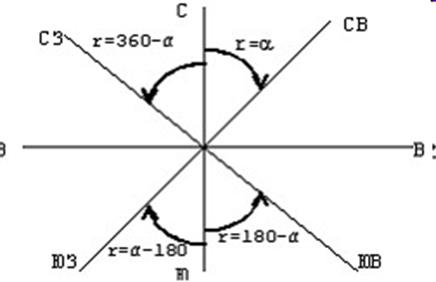 С
СЗ
r=360-α
r=α
СВ
З
В
r=α-180
r=180-α
ЮЗ
ЮВ